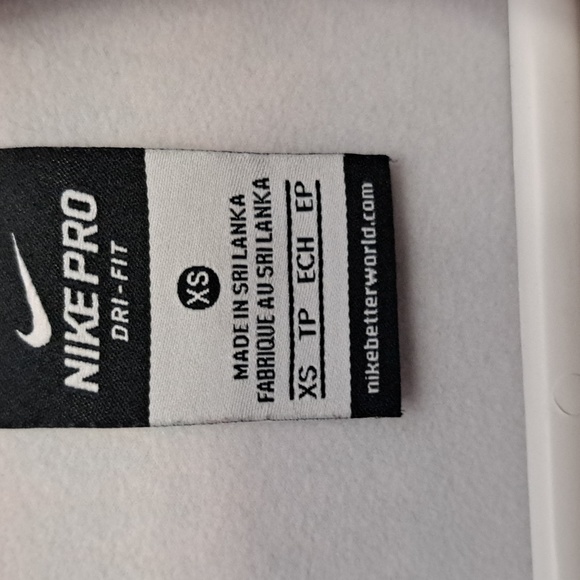 NIKE PRO
DRI-FIT
XS
MADE IN SRI LANKA
FABRIQUE AU SRI LANKA
XS TP ECH EP
nikebetterworld.com